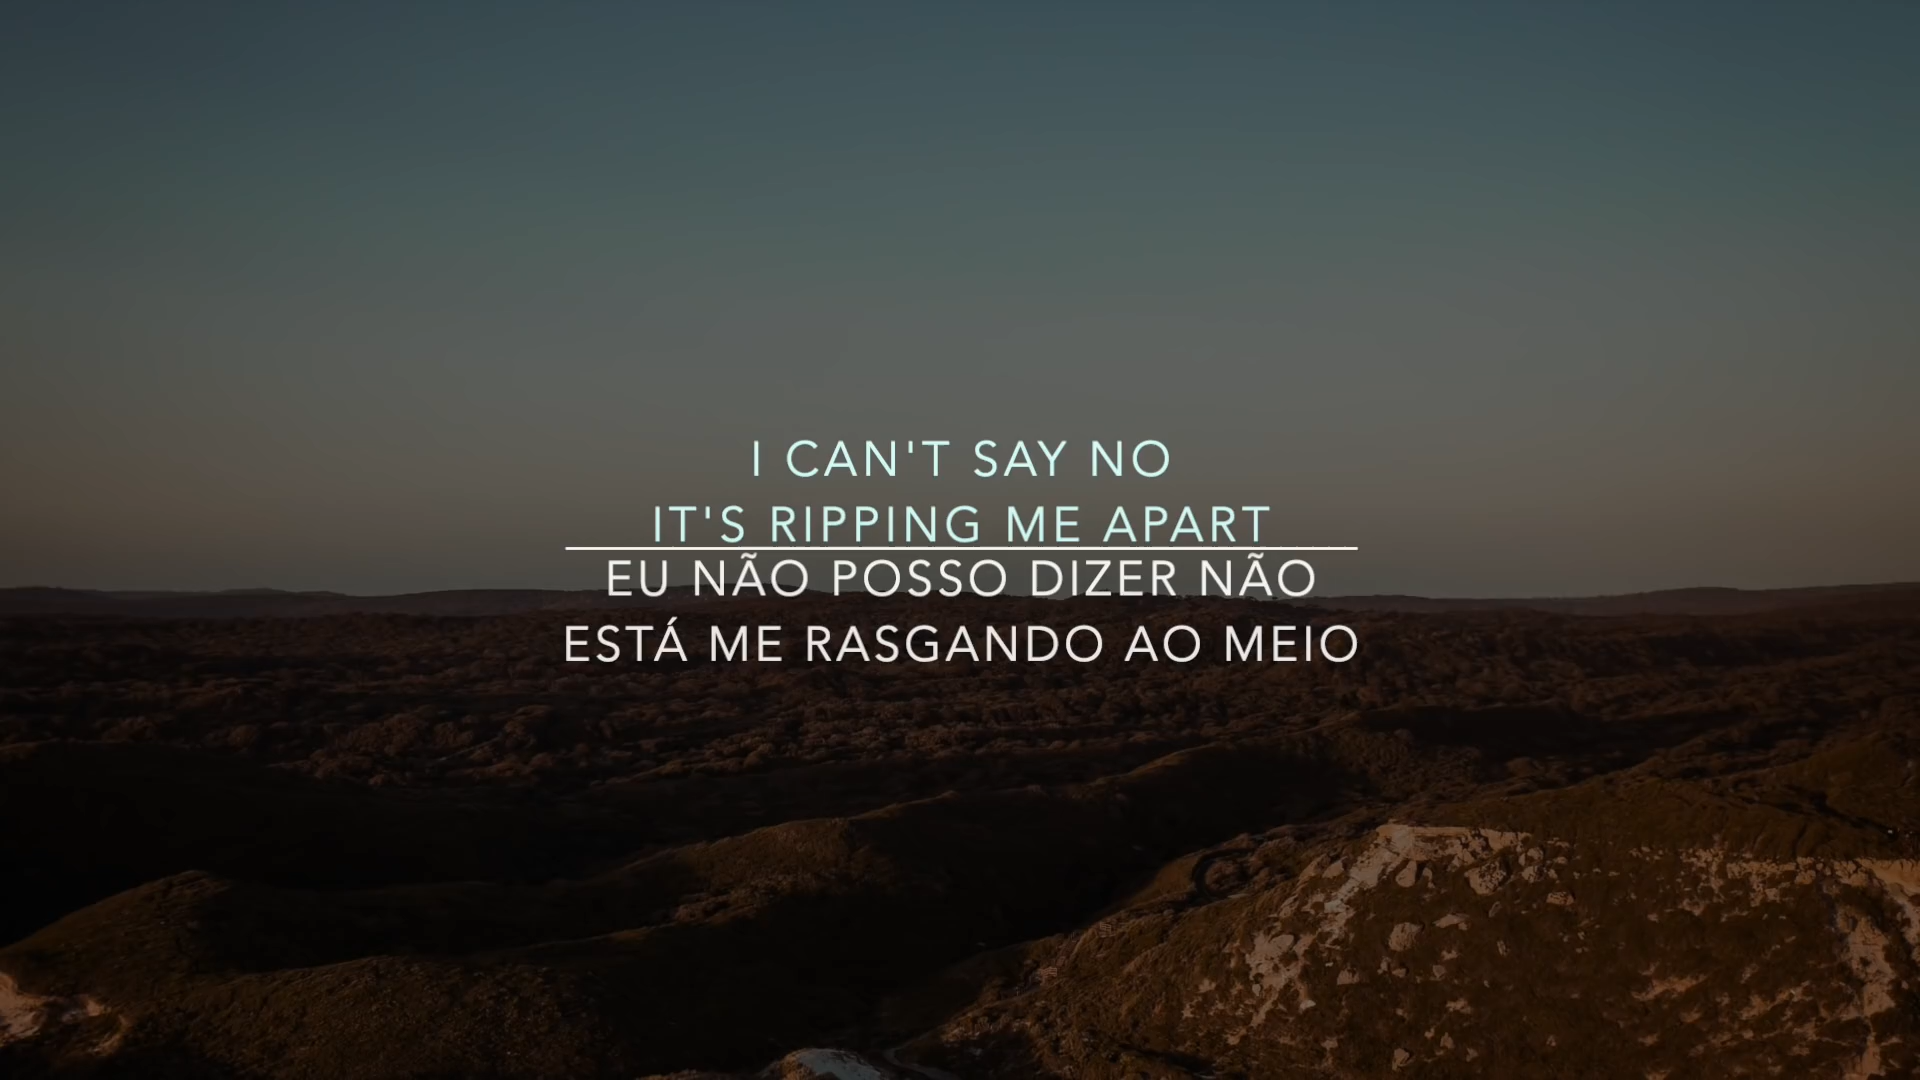 I CAN'T SAY NO
IT'S RIPPING ME APART
EU NÃO POSSO DIZER NÃO
ESTÁ ME RASGANDO AO MEIO